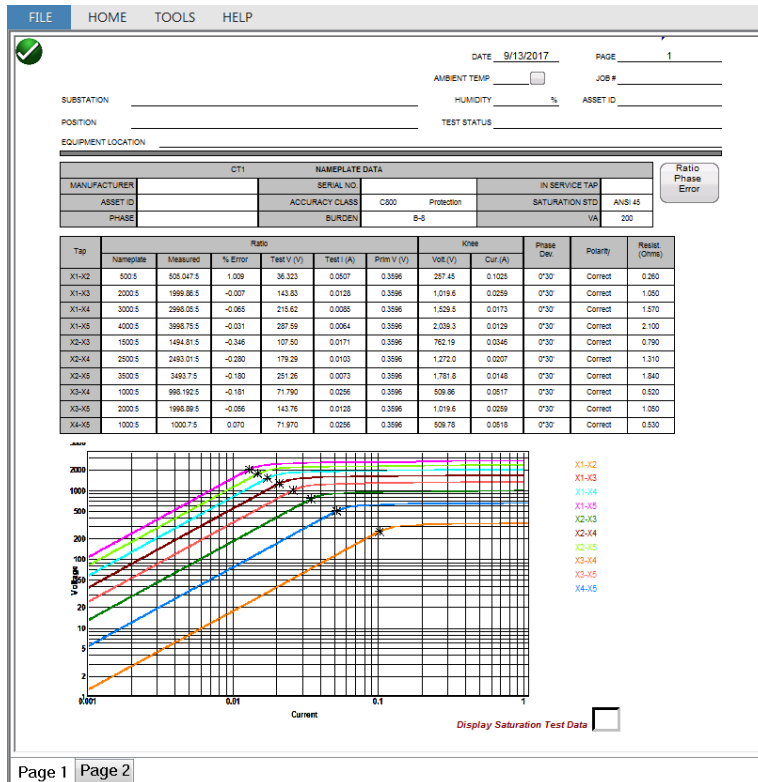 FILE HOME TOOLS HELP
DATE 9/13/2017 PAGE 1
AMBIENT TEMP JOB #
SUBSTATION HUMIDITY % ASSET ID
POSITION TEST STATUS
EQUIPMENT LOCATION
CT1 NAMEPLATE DATA
Ratio
Phase
Error
MANUFACTURER SERIAL NO. IN SERVICE TAP
ASSET ID ACCURACY CLASS C800 Protection SATURATION STD ANSI 45
PHASE BURDEN B-8 VA 200
Tap Ratio Knee Phase Dev. Polarity Resist. (Ohms)
Nameplate Measured % Error Test V (V) Test I (A) Prim V (V) Volt.(V) Cur.(A)
X1-X2 500:5 505.047:5 1.009 36.323 0.0507 0.3596 257.45 0.1025 0°30' Correct 0.260
X1-X3 2000:5 1999.86:5 -0.007 143.83 0.0128 0.3596 1,019.6 0.0259 0°30' Correct 1.050
X1-X4 3000:5 2998.05:5 -0.065 215.62 0.0085 0.3596 1,529.5 0.0173 0°30' Correct 1.570
X1-X5 4000:5 3998.75:5 -0.031 287.59 0.0064 0.3596 2,039.3 0.0129 0°30' Correct 2.100
X2-X3 1500:5 1494.81:5 -0.346 107.50 0.0171 0.3596 762.19 0.0346 0°30' Correct 0.790
X2-X4 2500:5 2493.01:5 -0.280 179.29 0.0103 0.3596 1,272.0 0.0207 0°30' Correct 1.310
X2-X5 3500:5 3493.7:5 -0.180 251.26 0.0073 0.3596 1,781.8 0.0148 0°30' Correct 1.840
X3-X4 1000:5 998.192:5 -0.181 71.790 0.0256 0.3596 509.86 0.0517 0°30' Correct 0.520
X3-X5 2000:5 1998.89:5 -0.056 143.76 0.0128 0.3596 1,019.6 0.0259 0°30' Correct 1.050
X4-X5 1000:5 1000.7:5 0.070 71.970 0.0256 0.3596 509.78 0.0518 0°30' Correct 0.530
2000
1000
500
200
100
50
20
10
5
2
1
Voltage
0.001 0.01 0.1 1
Current
X1-X2
X1-X3
X1-X4
X1-X5
X2-X3
X2-X4
X2-X5
X3-X4
X3-X5
X4-X5
Display Saturation Test Data
Page 1 Page 2